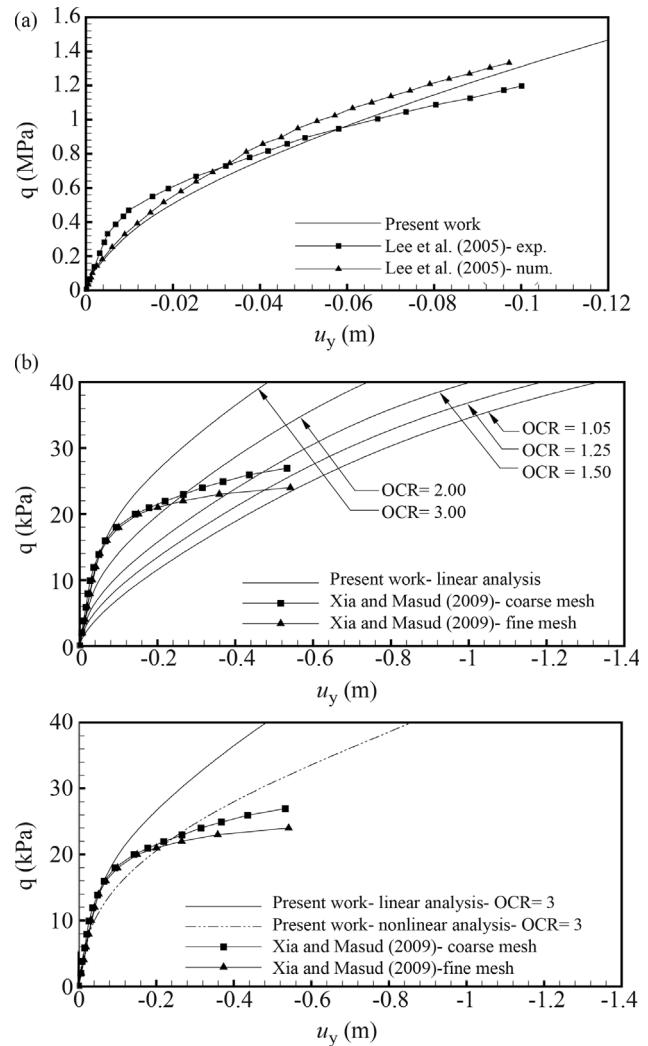 (a)
1.6
1.4
1.2
1
0.8
0.6
0.4
0.2
0
q (MPa)
Present work
Lee et al. (2005)- exp.
Lee et al. (2005)- num.
0 -0.02 -0.04 -0.06 -0.08 -0.1 -0.12
uy (m)
(b)
40
30
20
10
0
q (kPa)
OCR = 1.05
OCR = 1.25
OCR = 1.50
OCR= 2.00
OCR= 3.00
Present work- linear analysis
Xia and Masud (2009)- coarse mesh
Xia and Masud (2009)- fine mesh
0 -0.2 -0.4 -0.6 -0.8 -1 -1.2 -1.4
uy (m)
40
30
20
10
0
q (kPa)
Present work- linear analysis- OCR= 3
Present work- nonlinear analysis- OCR= 3
Xia and Masud (2009)- coarse mesh
Xia and Masud (2009)-fine mesh
0 -0.2 -0.4 -0.6 -0.8 -1 -1.2 -1.4
uy (m)